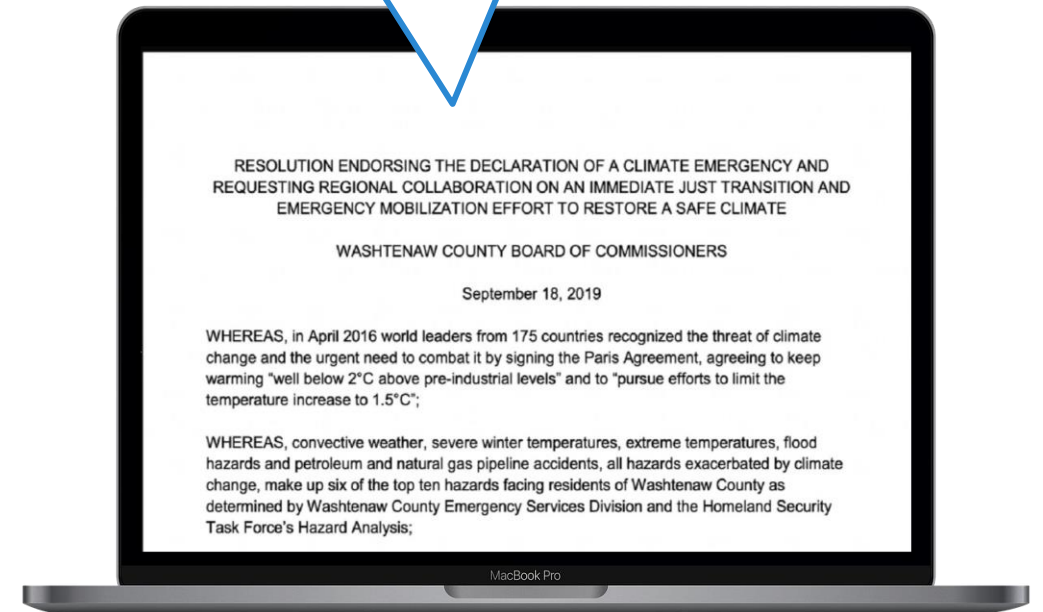 RESOLUTION ENDORSING THE DECLARATION OF A CLIMATE EMERGENCY AND
REQUESTING REGIONAL COLLABORATION ON AN IMMEDIATE JUST TRANSITION AND
EMERGENCY MOBILIZATION EFFORT TO RESTORE A SAFE CLIMATE
WASHTENAW COUNTY BOARD OF COMMISSIONERS
September 18, 2019
WHEREAS, in April 2016 world leaders from 175 countries recognized the threat of climate
change and the urgent need to combat it by signing the Paris Agreement, agreeing to keep
warming “well below 2°C above pre-industrial levels” and to “pursue efforts to limit the
temperature increase to 1.5°C”;
WHEREAS, convective weather, severe winter temperatures, extreme temperatures, flood
hazards and petroleum and natural gas pipeline accidents, all hazards exacerbated by climate
change, make up six of the top ten hazards facing residents of Washtenaw County as
determined by Washtenaw County Emergency Services Division and the Homeland Security
Task Force’s Hazard Analysis;
MacBook Pro